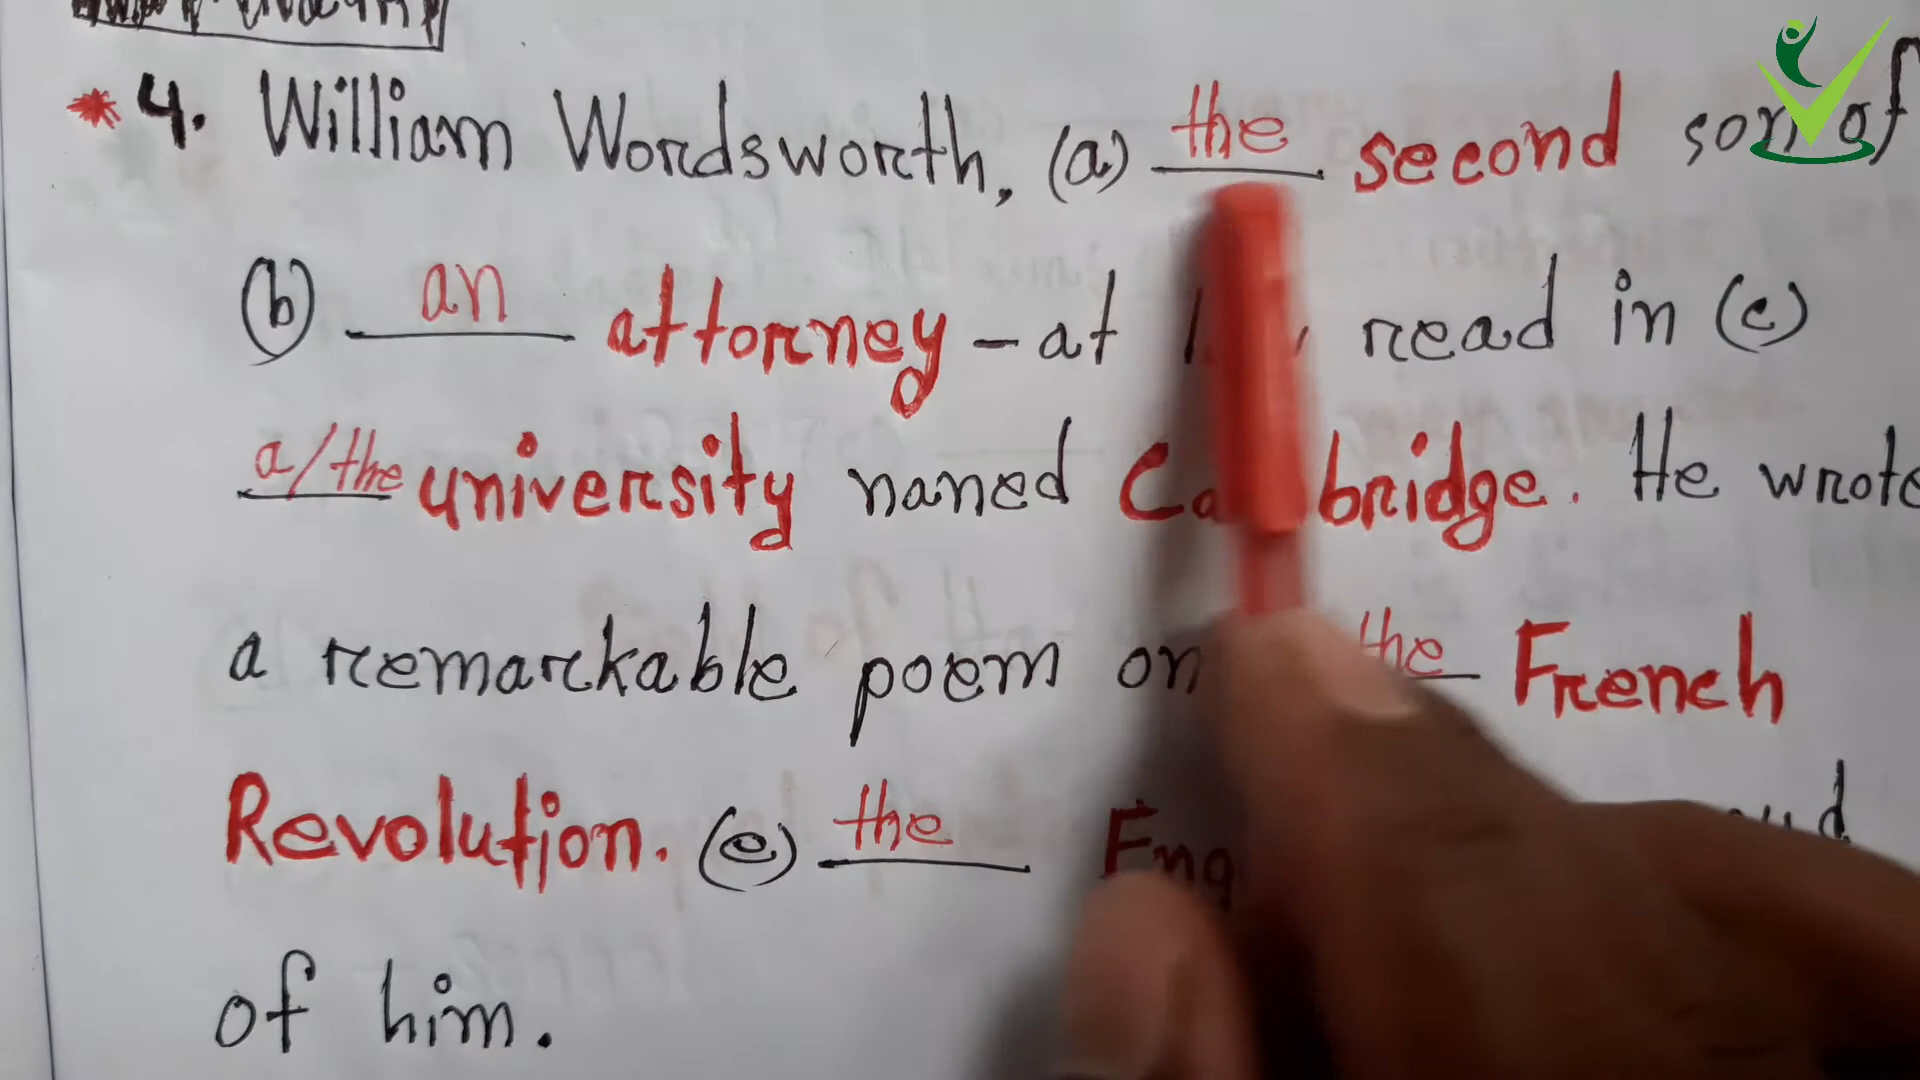 *4. William Wordsworth, (a) the second son of
(b) an attorney - at read in (c)
a/the university named Cambridge. He wrote
a remarkable poem on the French
Revolution. (e) the
of him.